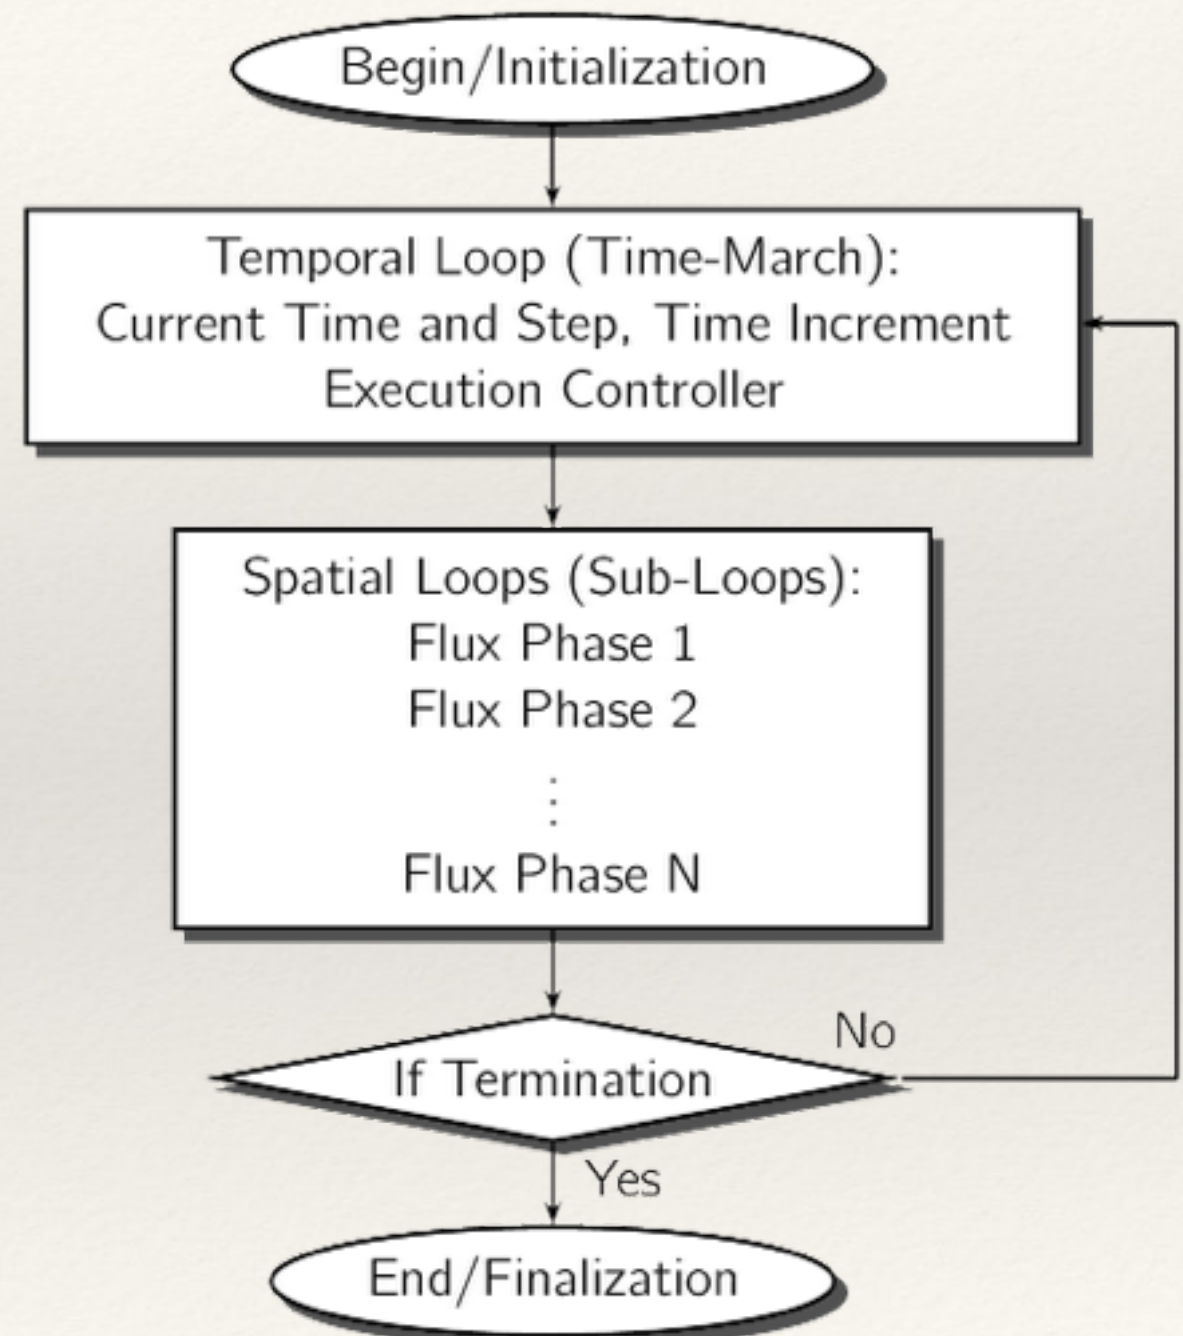 Begin/Initialization
Temporal Loop (Time-March):
Current Time and Step, Time Increment
Execution Controller
Spatial Loops (Sub-Loops):
Flux Phase 1
Flux Phase 2
⋮
Flux Phase N
No
If Termination
Yes
End/Finalization